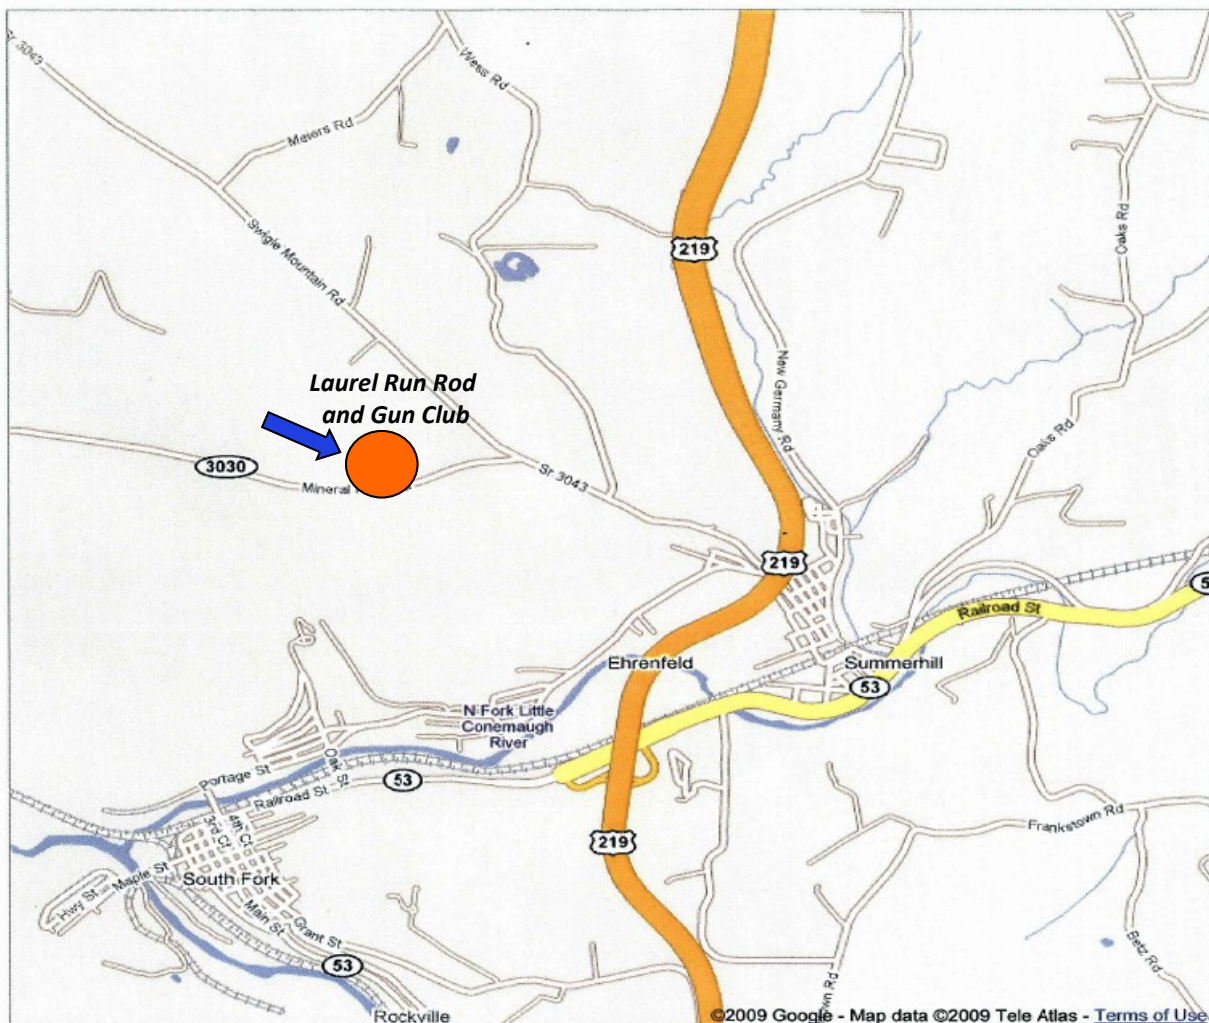 Sr 3043
Wess Rd
Meiers Rd
Oaks Rd
Swigle Mountain Rd
219
New Germany Rd
Laurel Run Rod
and Gun Club
Oaks Rd
3030
Mineral
Sr 3043
219
Railroad St
Ehrenfeld
Summerhill
53
N Fork Little
Conemaugh
River
Oak St
Portage St
53
Railroad St
4th Ct
3rd Ct
219
Frankstown Rd
Maple St
South Fork
Hwy St
Main St
Grant St
53
Betz Rd
Rockville
©2009 Google - Map data ©2009 Tele Atlas - Terms of Use